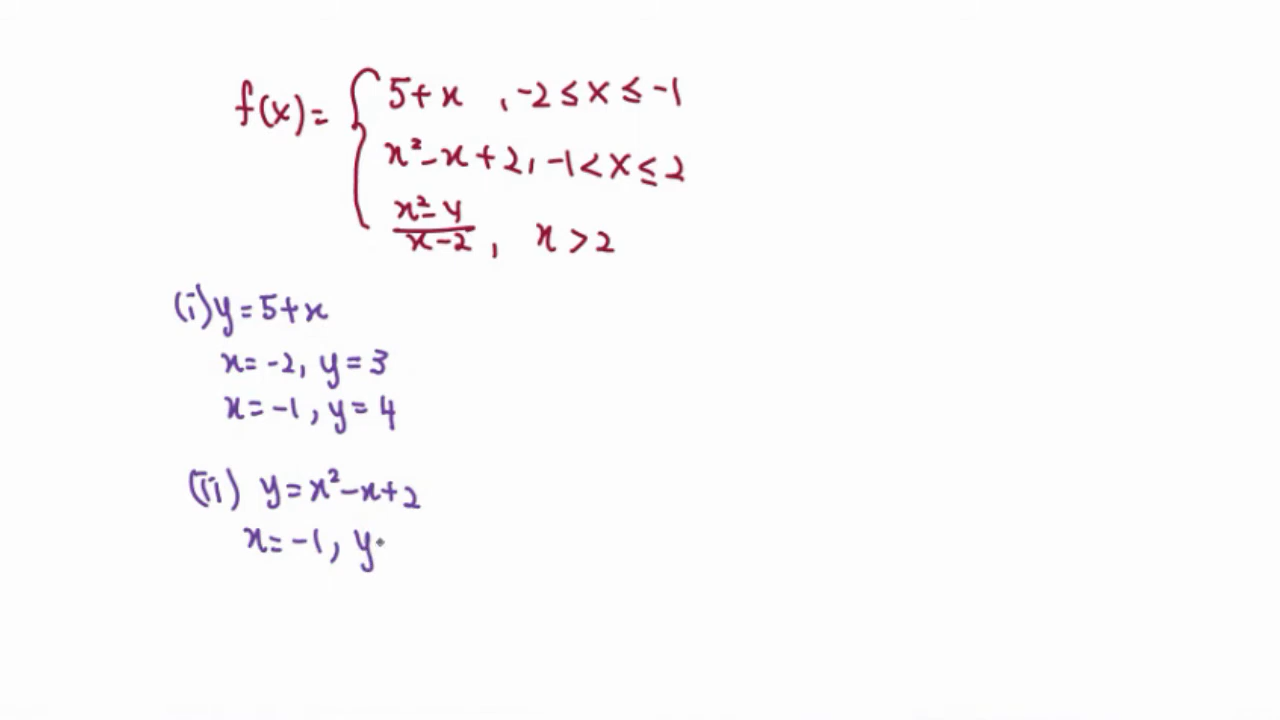 f(x) = { 5+x , -2 ≤ x ≤ -1
x² - x + 2, -1 < x ≤ 2
(x² - 4)/(x - 2), x > 2
(i) y = 5+x
x = -2, y = 3
x = -1, y = 4
(ii) y = x² - x + 2
x = -1, y